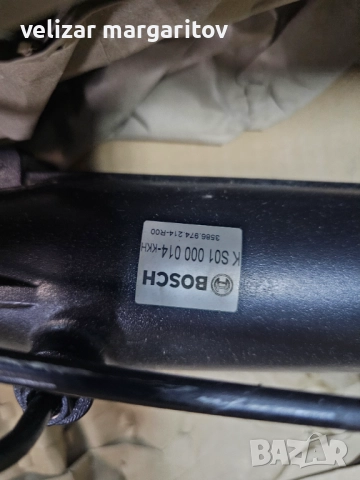 velizar margaritov
BOSCH
K S01 000 014-KKH
3586.974 214-R00
BAZAR